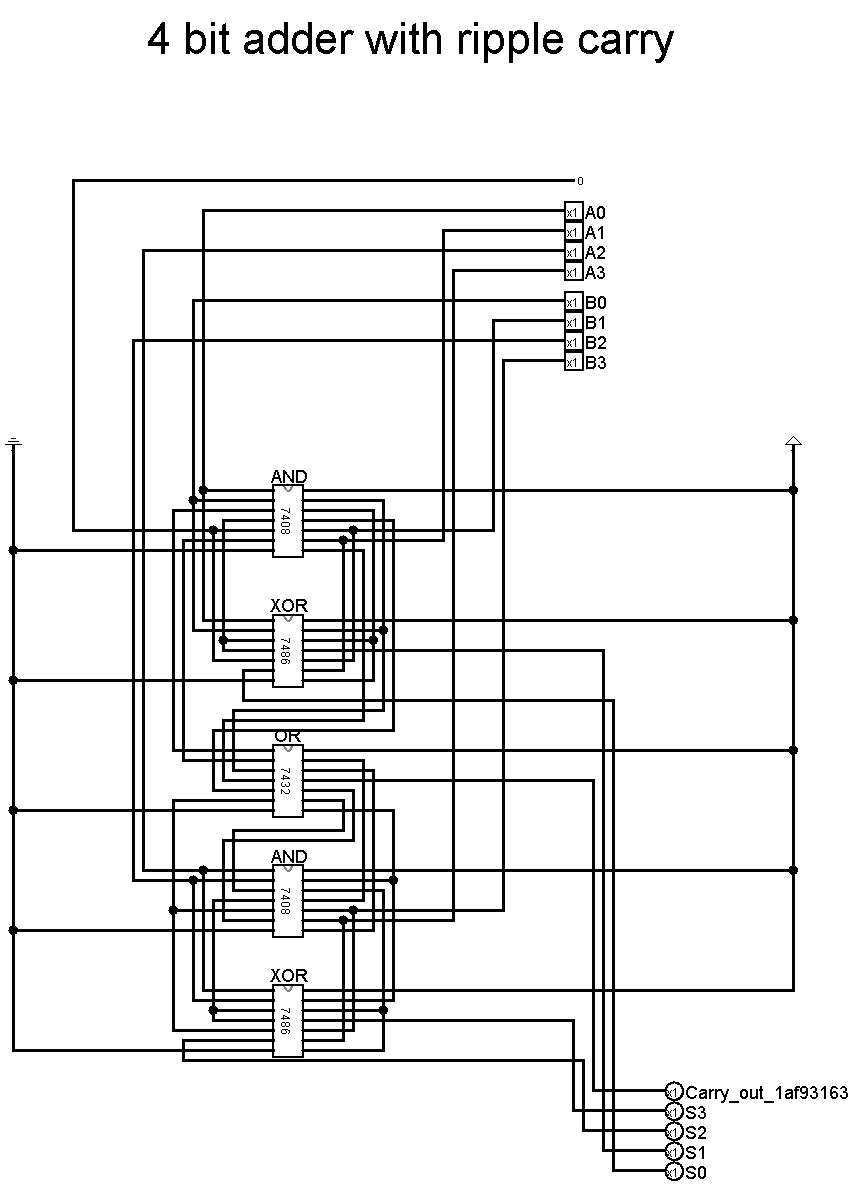 4 bit adder with ripple carry
0
x1 A0
x1 A1
x1 A2
x1 A3
x1 B0
x1 B1
x1 B2
x1 B3
AND
7408
XOR
7486
OR
7432
AND
7408
XOR
7486
x1 Carry_out_1af93163
x1 S3
x1 S2
x1 S1
x1 S0